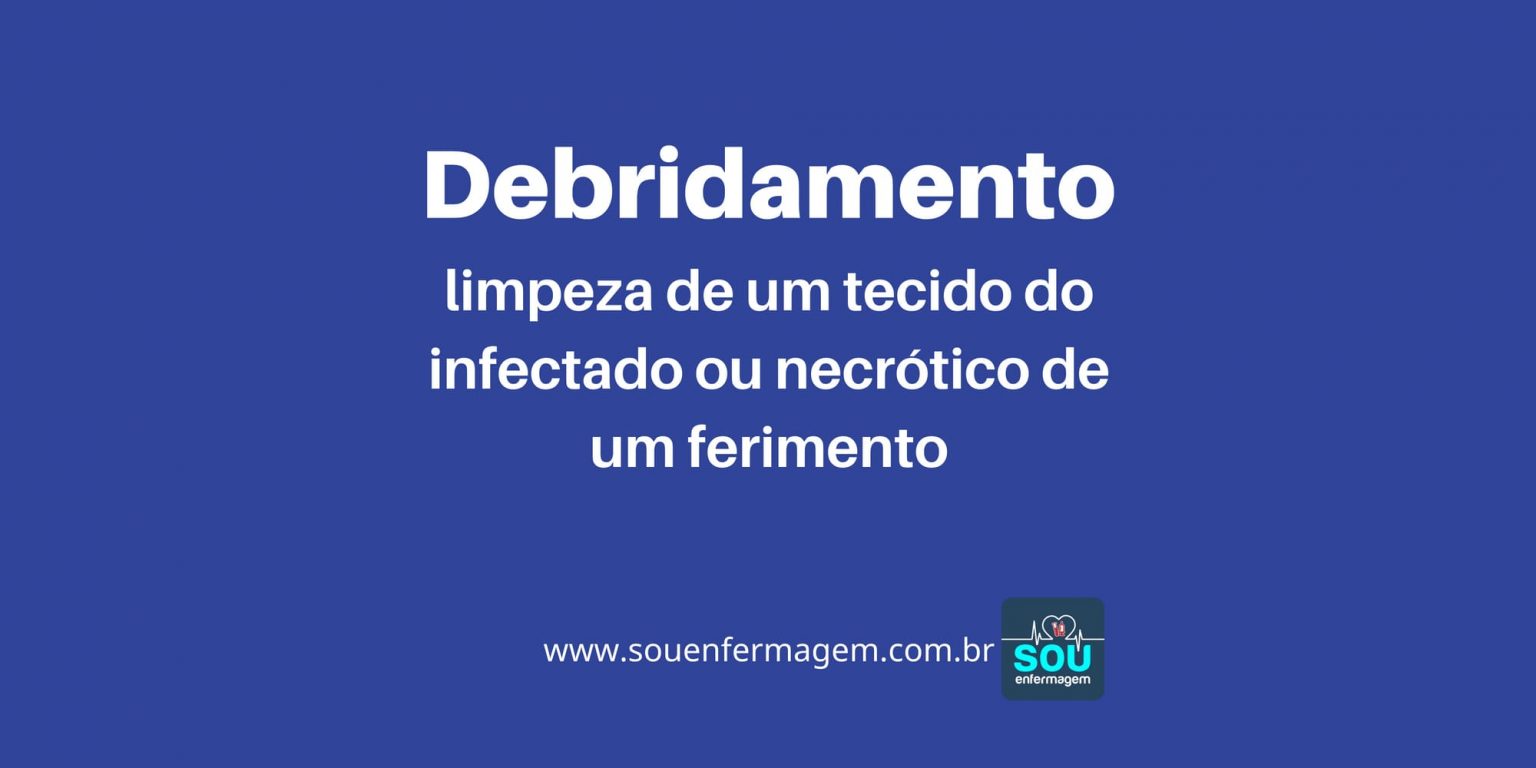 Debridamento
limpeza de um tecido do
infectado ou necrótico de
um ferimento
www.souenfermagem.com.br
SOU
enfermagem